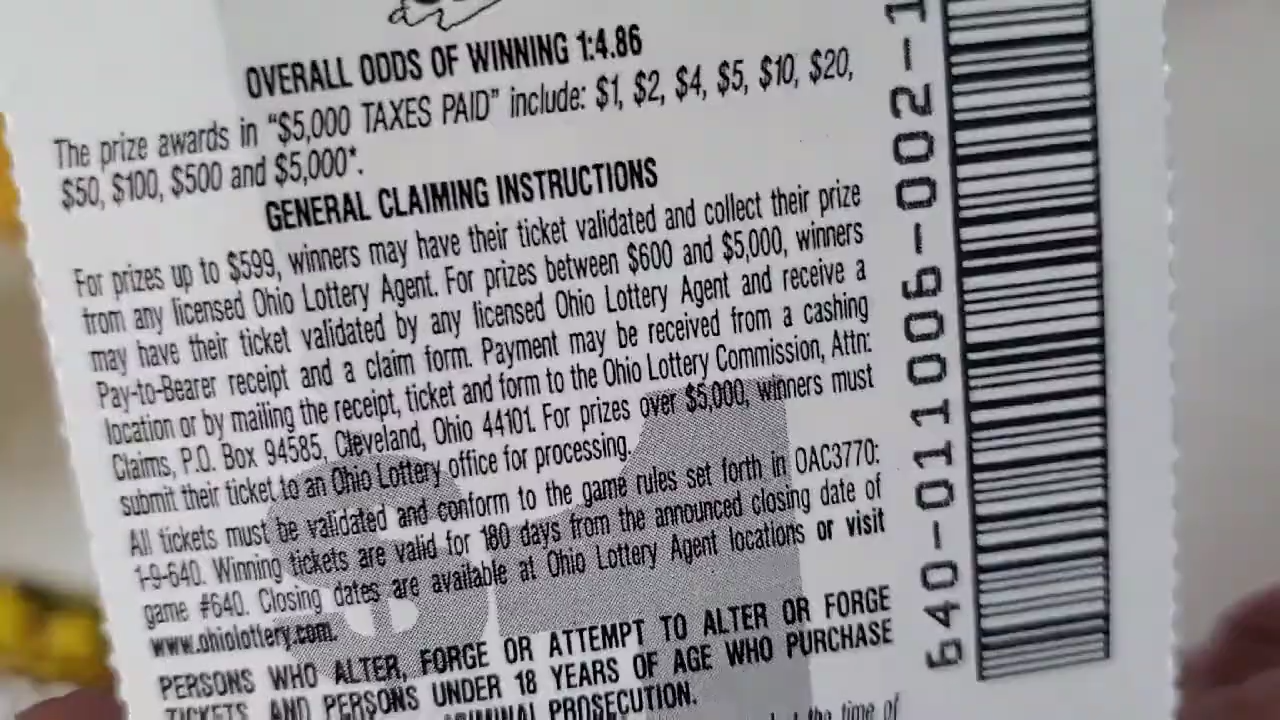 OVERALL ODDS OF WINNING 1:4.86
The prize awards in "$5,000 TAXES PAID" include: $1, $2, $4, $5, $10, $20,
$50, $100, $500 and $5,000*.
GENERAL CLAIMING INSTRUCTIONS
For prizes up to $599, winners may have their ticket validated and collect their prize
from any licensed Ohio Lottery Agent. For prizes between $600 and $5,000, winners
may have their ticket validated by any licensed Ohio Lottery Agent and receive a
Pay-to-Bearer receipt and a claim form. Payment may be received from a cashing
location or by mailing the receipt, ticket and form to the Ohio Lottery Commission, Attn:
Claims, P.O. Box 94585, Cleveland, Ohio 44101. For prizes over $5,000, winners must
submit their ticket to an Ohio Lottery office for processing.
All tickets must be validated and conform to the game rules set forth in OAC3770:
1-9-640. Winning tickets are valid for 180 days from the announced closing date of
game #640. Closing dates are available at Ohio Lottery Agent locations or visit
www.ohiolottery.com.
PERSONS WHO ALTER, FORGE OR ATTEMPT TO ALTER OR FORGE
TICKETS AND PERSONS UNDER 18 YEARS OF AGE WHO PURCHASE
PROSECUTION.
the time of
640-011006-002-1
$1